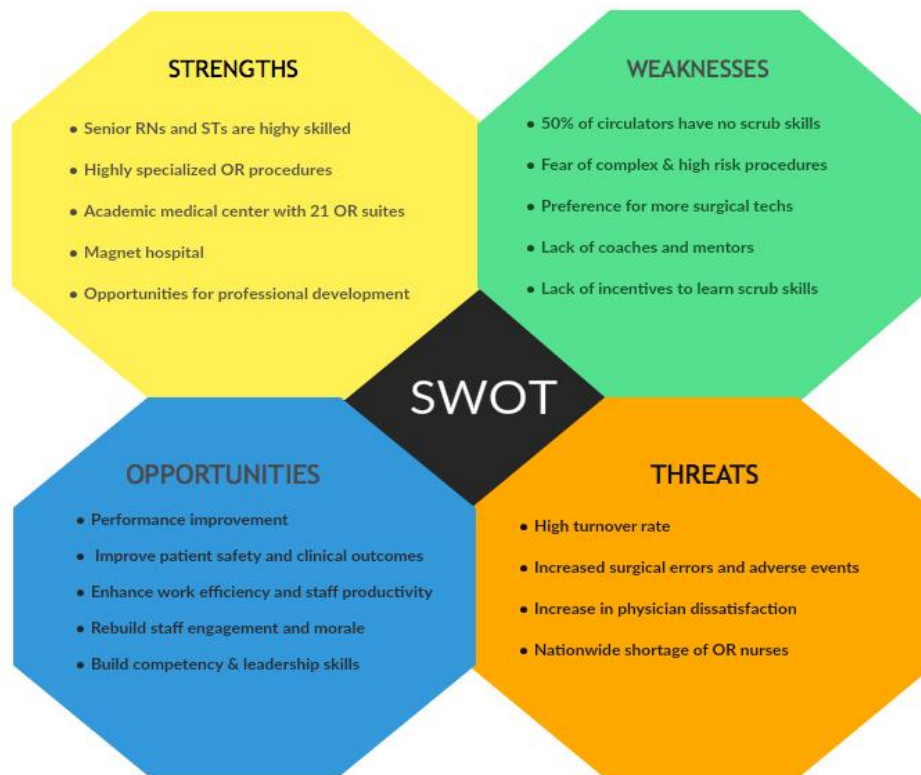 STRENGTHS
• Senior RNs and STs are highy skilled
• Highly specialized OR procedures
• Academic medical center with 21 OR suites
• Magnet hospital
• Opportunities for professional development
WEAKNESSES
• 50% of circulators have no scrub skills
• Fear of complex & high risk procedures
• Preference for more surgical techs
• Lack of coaches and mentors
• Lack of incentives to learn scrub skills
SWOT
OPPORTUNITIES
• Performance improvement
• Improve patient safety and clinical outcomes
• Enhance work efficiency and staff productivity
• Rebuild staff engagement and morale
• Build competency & leadership skills
THREATS
• High turnover rate
• Increased surgical errors and adverse events
• Increase in physician dissatisfaction
• Nationwide shortage of OR nurses